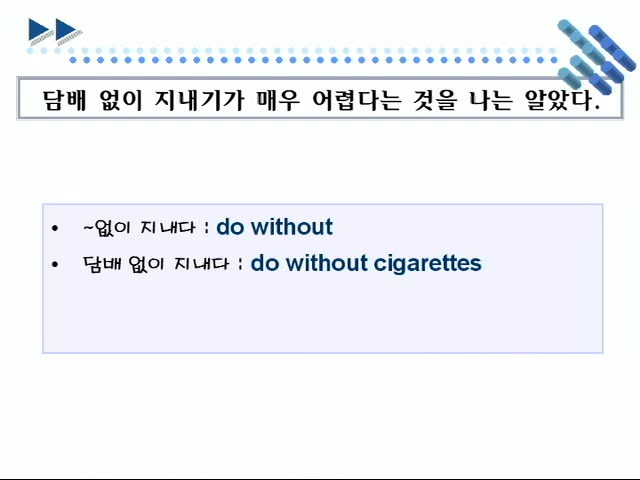 담배 없이 지내기가 매우 어렵다는 것을 나는 알았다.
• ~없이 지내다 : do without
• 담배 없이 지내다 : do without cigarettes